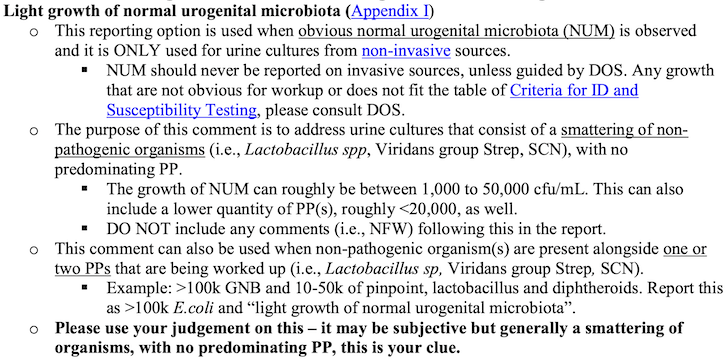 Light growth of normal urogenital microbiota (Appendix I)
o This reporting option is used when obvious normal urogenital microbiota (NUM) is observed
and it is ONLY used for urine cultures from non-invasive sources.
▪ NUM should never be reported on invasive sources, unless guided by DOS. Any growth
that are not obvious for workup or does not fit the table of Criteria for ID and
Susceptibility Testing, please consult DOS.
o The purpose of this comment is to address urine cultures that consist of a smattering of non-
pathogenic organisms (i.e., Lactobacillus spp, Viridans group Strep, SCN), with no
predominating PP.
▪ The growth of NUM can roughly be between 1,000 to 50,000 cfu/mL. This can also
include a lower quantity of PP(s), roughly <20,000, as well.
▪ DO NOT include any comments (i.e., NFW) following this in the report.
o This comment can also be used when non-pathogenic organism(s) are present alongside one or
two PPs that are being worked up (i.e., Lactobacillus sp, Viridans group Strep, SCN).
▪ Example: >100k GNB and 10-50k of pinpoint, lactobacillus and diphtheroids. Report this
as >100k E.coli and “light growth of normal urogenital microbiota”.
o Please use your judgement on this – it may be subjective but generally a smattering of
organisms, with no predominating PP, this is your clue.